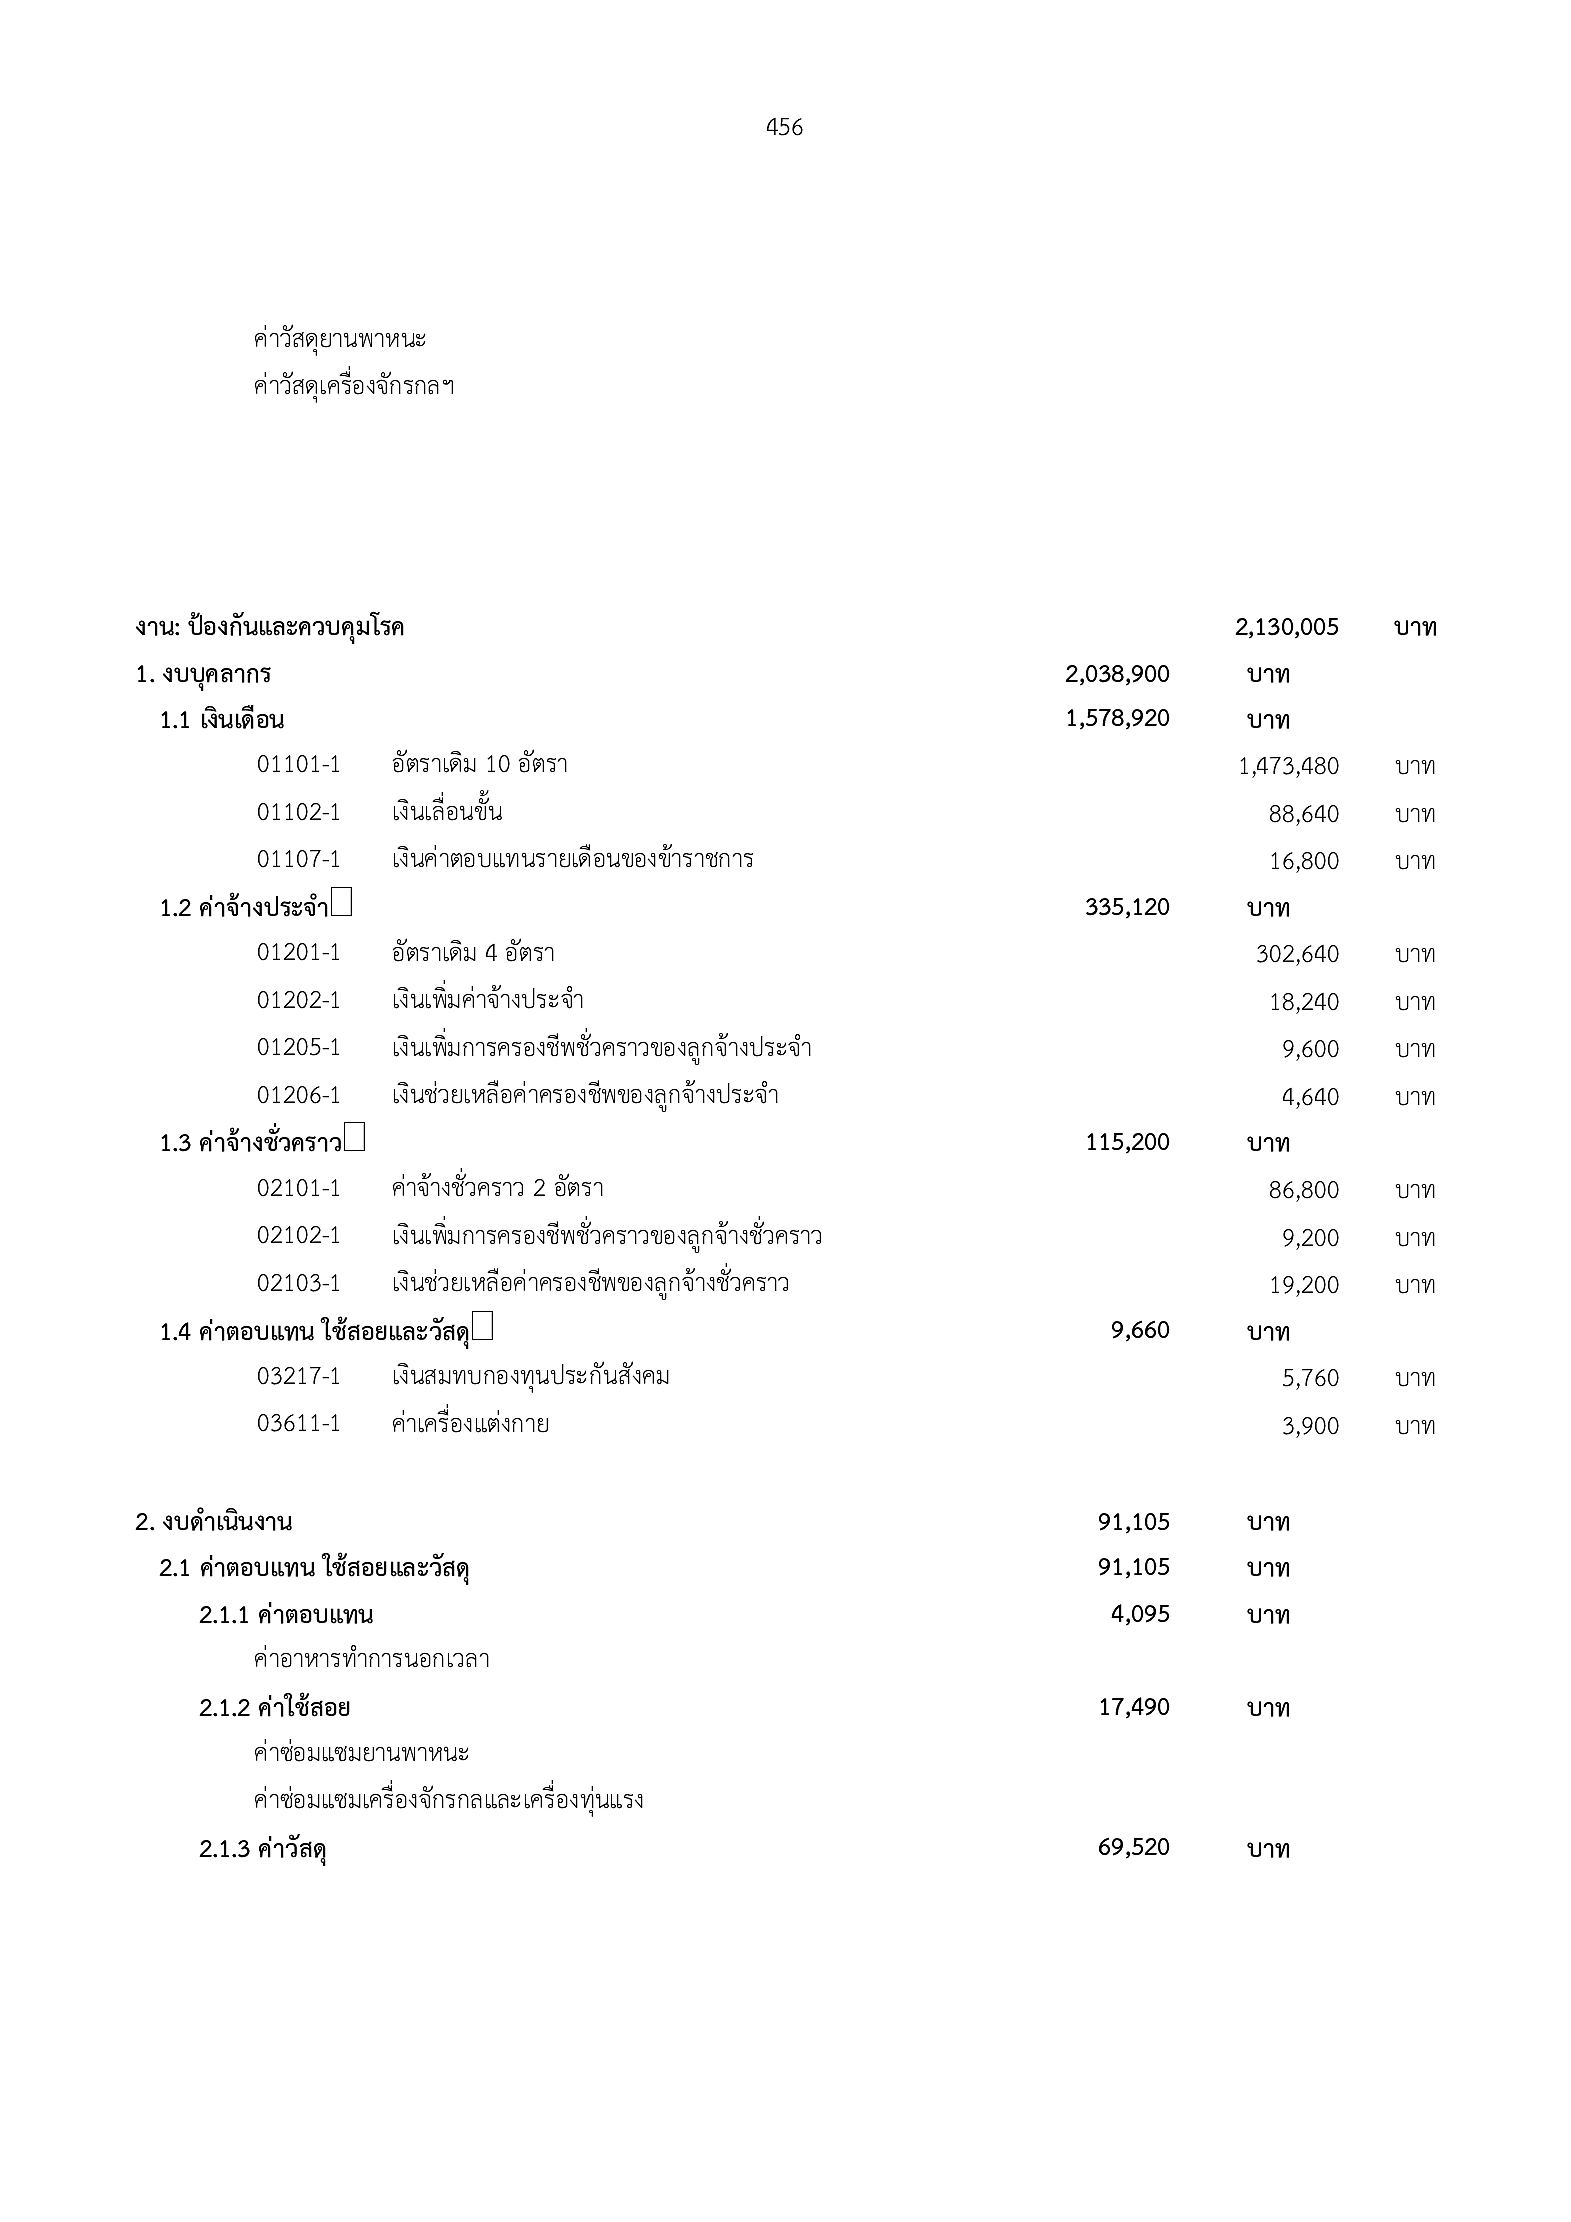 456
ค่าวัสดุยานพาหนะ
ค่าวัสดุเครื่องจักรกลฯ
งาน: ป้องกันและควบคุมโรค 2,130,005 บาท
1. งบบุคลากร 2,038,900 บาท
1.1 เงินเดือน 1,578,920 บาท
01101-1 อัตราเดิม 10 อัตรา 1,473,480 บาท
01102-1 เงินเลื่อนขั้น 88,640 บาท
01107-1 เงินค่าตอบแทนรายเดือนของข้าราชการ 16,800 บาท
1.2 ค่าจ้างประจำ 335,120 บาท
01201-1 อัตราเดิม 4 อัตรา 302,640 บาท
01202-1 เงินเพิ่มค่าจ้างประจำ 18,240 บาท
01205-1 เงินเพิ่มการครองชีพชั่วคราวของลูกจ้างประจำ 9,600 บาท
01206-1 เงินช่วยเหลือค่าครองชีพของลูกจ้างประจำ 4,640 บาท
1.3 ค่าจ้างชั่วคราว 115,200 บาท
02101-1 ค่าจ้างชั่วคราว 2 อัตรา 86,800 บาท
02102-1 เงินเพิ่มการครองชีพชั่วคราวของลูกจ้างชั่วคราว 9,200 บาท
02103-1 เงินช่วยเหลือค่าครองชีพของลูกจ้างชั่วคราว 19,200 บาท
1.4 ค่าตอบแทน ใช้สอยและวัสดุ 9,660 บาท
03217-1 เงินสมทบกองทุนประกันสังคม 5,760 บาท
03611-1 ค่าเครื่องแต่งกาย 3,900 บาท
2. งบดำเนินงาน 91,105 บาท
2.1 ค่าตอบแทน ใช้สอยและวัสดุ 91,105 บาท
2.1.1 ค่าตอบแทน 4,095 บาท
ค่าอาหารทำการนอกเวลา
2.1.2 ค่าใช้สอย 17,490 บาท
ค่าซ่อมแซมยานพาหนะ
ค่าซ่อมแซมเครื่องจักรกลและเครื่องทุ่นแรง
2.1.3 ค่าวัสดุ 69,520 บาท